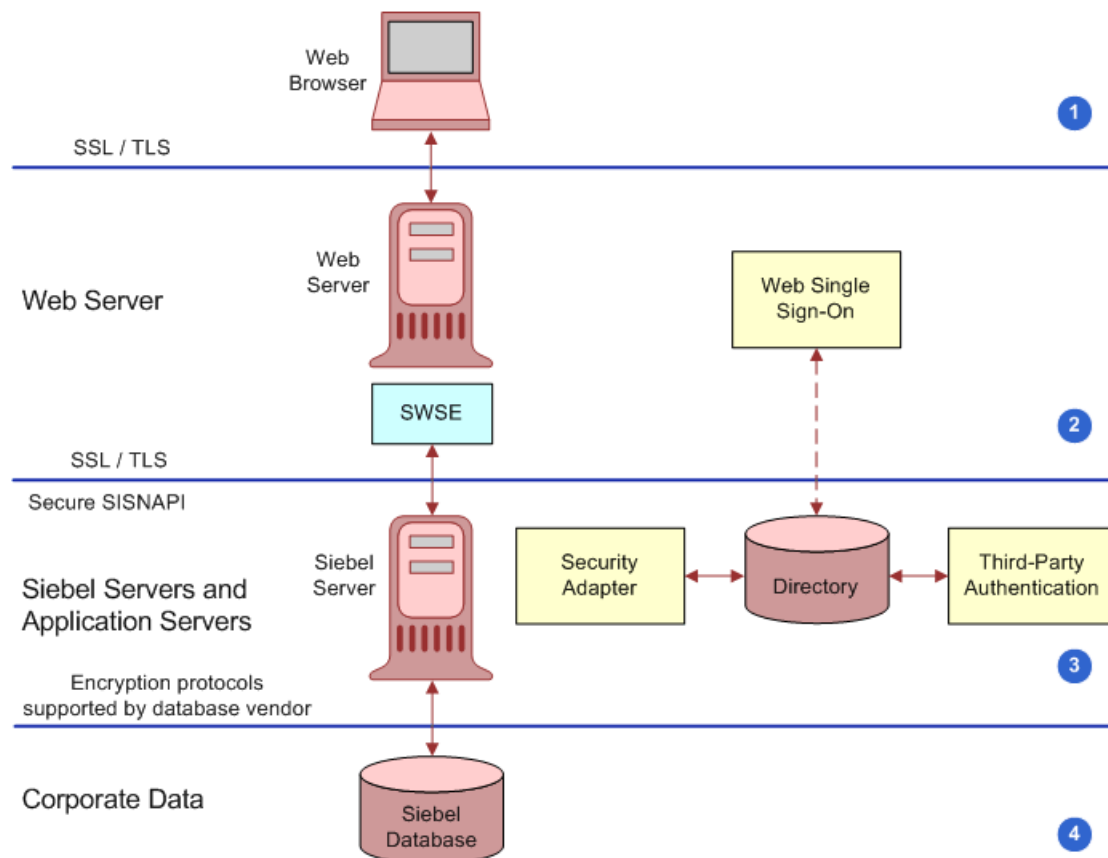 Web
Browser
1
SSL / TLS
Web
Server
Web Server
Web Single
Sign-On
SWSE
2
SSL / TLS
Secure SISNAPI
Siebel
Server
Siebel Servers and
Application Servers
Security
Adapter
Directory
Third-Party
Authentication
3
Encryption protocols
supported by database vendor
Corporate Data
Siebel
Database
4